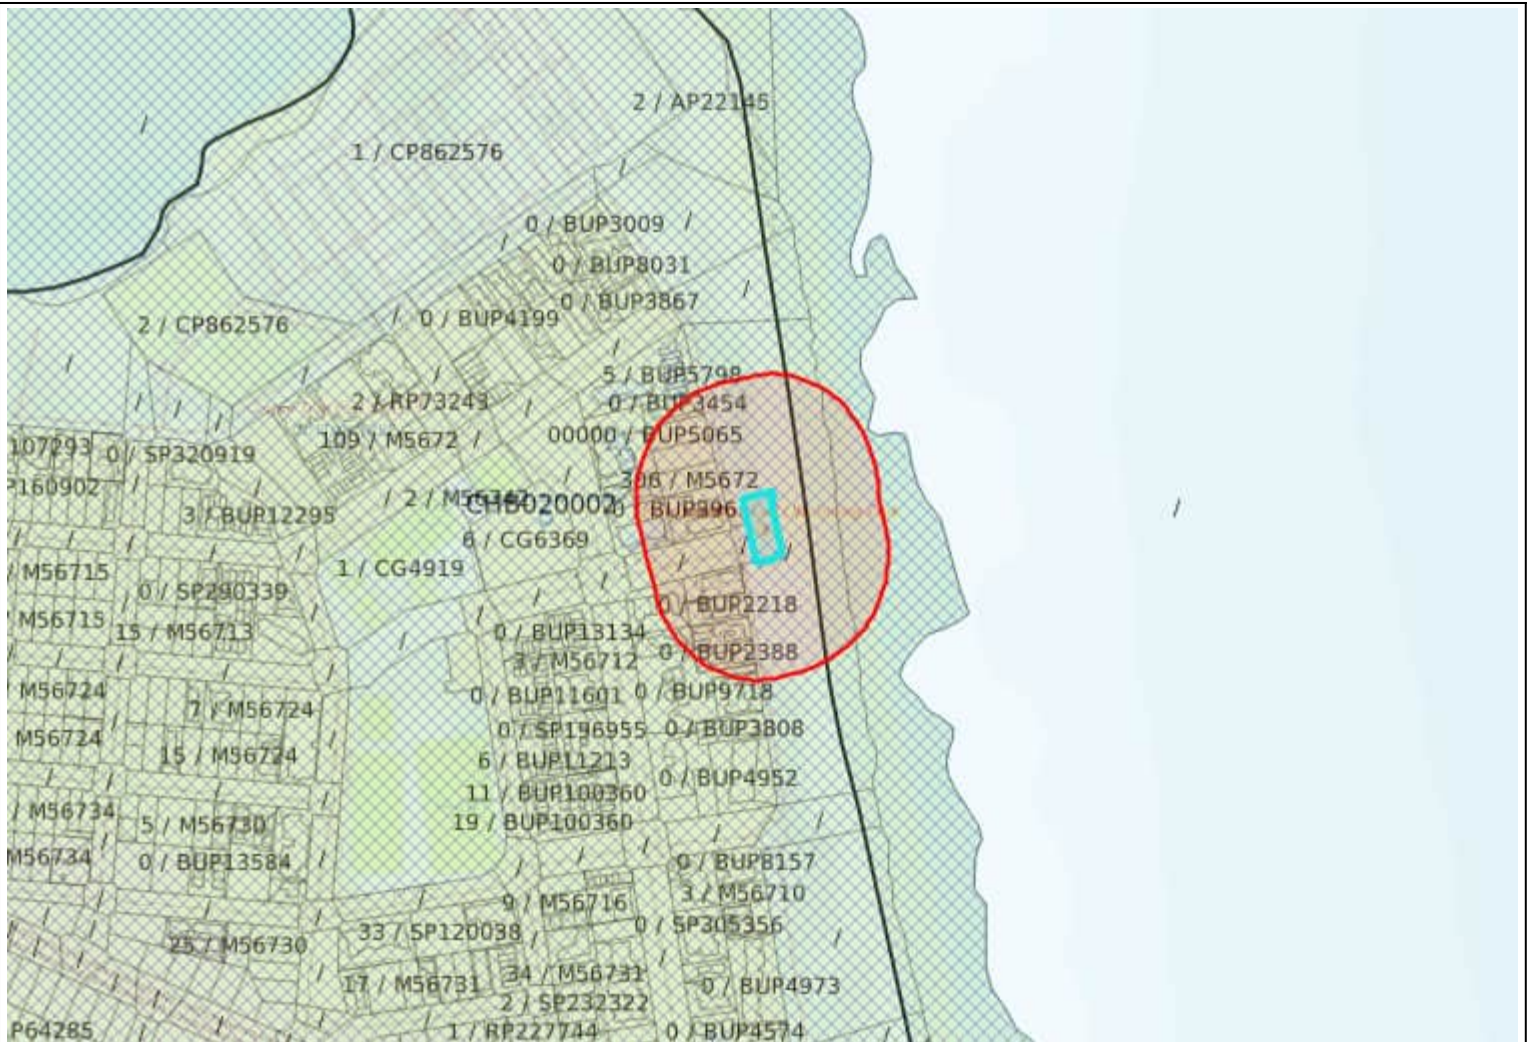 2 / AP22145
1 / CP862576
0 / BUP3009
0 / BUP8031
0 / BUP3867
0 / BUP4199
2 / CP862576
5 / BUP5798
2 / RP73243
0 / BUP3454
109 / M5672
00000 / BUP5065
107293
0 / SP320919
306 / M5672
P160902
2 /
CHB020002
0 / BUP396
3 / BUP12295
6 / CG6369
1 / CG4919
/ M56715
0 / SP290339
0 / BUP2218
M56715
15 / M56713
0 / BUP13134
0 / BUP2388
3 / M56712
/ M56724
0 / BUP11601
0 / BUP9718
7 / M56724
0 / SP196955
0 / BUP3808
M56724
15 / M56724
6 / BUP11213
0 / BUP4952
11 / BUP100360
/ M56734
5 / M56730
19 / BUP100360
M56734
0 / BUP13584
0 / BUP8157
3 / M56710
9 / M56716
33 / SP120038
0 / SP305356
25 / M56730
34 / M56731
17 / M56731
0 / BUP4973
2 / SP232322
P64285
1 / RP227744
0 / BUP4574